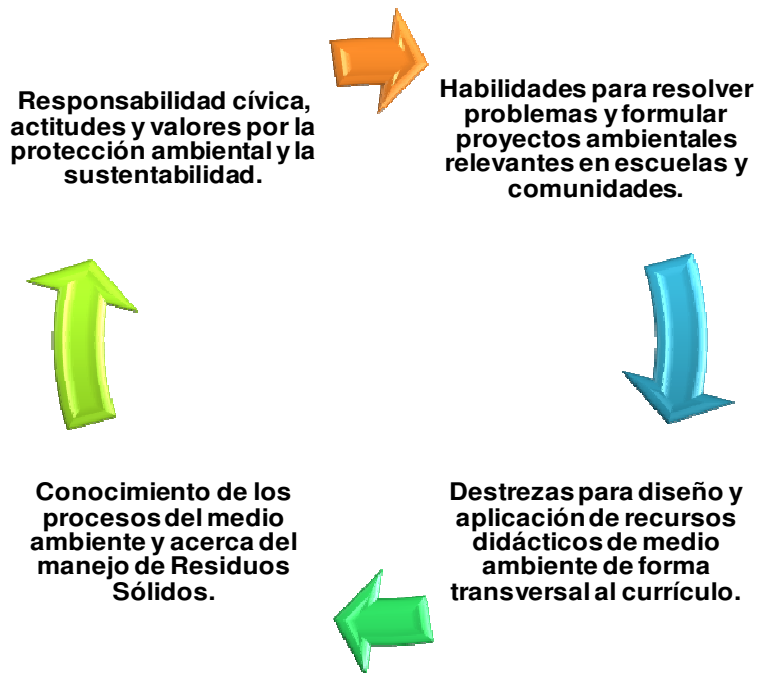 Responsabilidad cívica,
actitudes y valores por la
protección ambiental y la
sustentabilidad.
Habilidades para resolver
problemas y formular
proyectos ambientales
relevantes en escuelas y
comunidades.
Conocimiento de los
procesos del medio
ambiente y acerca del
manejo de Residuos
Sólidos.
Destrezas para diseño y
aplicación de recursos
didácticos de medio
ambiente de forma
transversal al currículo.